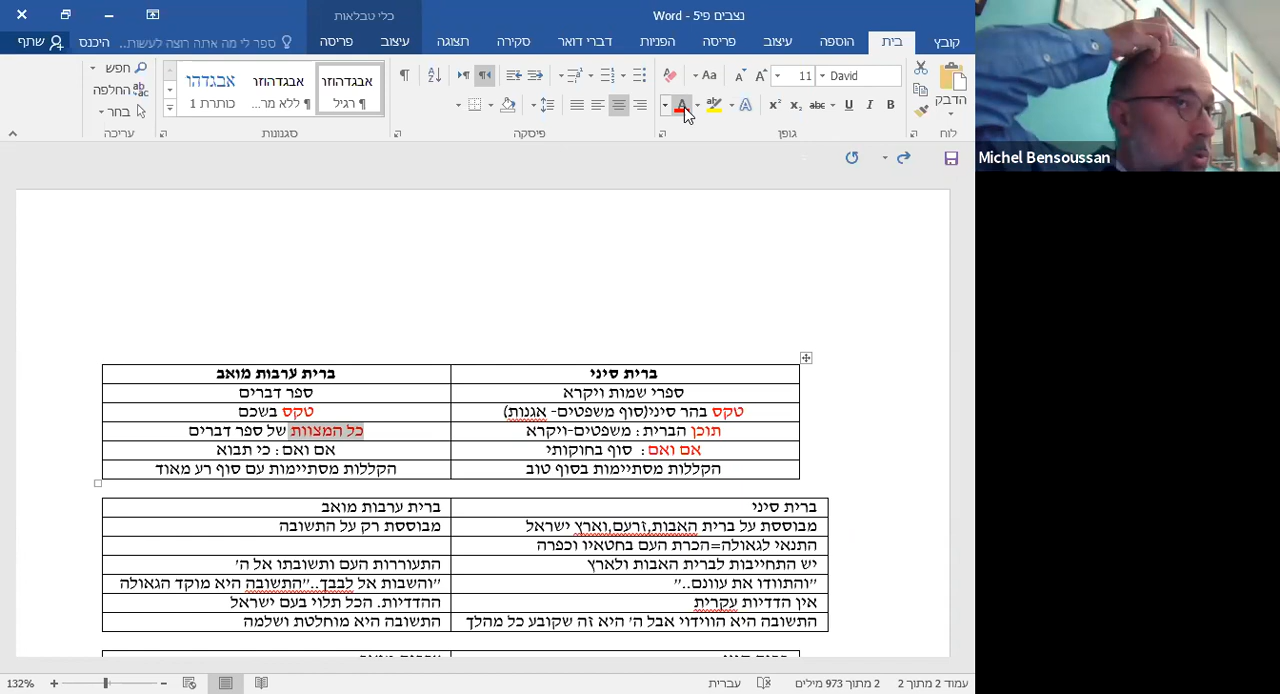 נצבים פי5 - Word
כלי טבלאות
קובץ
בית
הוספה
עיצוב
פריסה
הפניות
דברי דואר
סקירה
תצוגה
עיצוב
פריסה
ספר לי מה אתה רוצה לעשות...
היכנס
שתף
הדבק
לוח
David
11
Aa
B
I
U
abc
גופן
פיסקה
אבגדהוזו
רגיל
אבגדהוזו
ללא מר...
אבגדהו
כותרת 1
סגנונות
חפש
החלפה
בחר
עריכה
Michel Bensoussan
ברית סיני ברית ערבות מואב
ספרי שמות ויקרא ספר דברים
טקס בהר סיני(סוף משפטים- אגנות) טקס בשכם
תוכן הברית : משפטים-ויקרא כל המצוות של ספר דברים
אם ואם : סוף בחוקותי אם ואם: כי תבוא
הקללות מסתיימות בסוף טוב הקללות מסתיימות עם סוף רע מאוד
ברית סיני ברית ערבות מואב
מבוססת על ברית האבות,זרעם,וארץ ישראל מבוססת רק על התשובה
התנאי לגאולה=הכרת העם בחטאיו וכפרה
יש התחייבות לברית האבות ולארץ התעוררות העם ותשובתו אל ה'
"והתוודו את עוונם.." "והשבות אל לבבך.."התשובה היא מוקד הגאולה
אין הדדיות עקרית ההדדיות. הכל תלוי בעם ישראל
התשובה היא הווידוי אבל ה' היא זה שקובע כל מהלך התשובה היא מוחלטת ושלמה
עמוד 2 מתוך 2
2 מתוך 973 מילים
עברית
132%